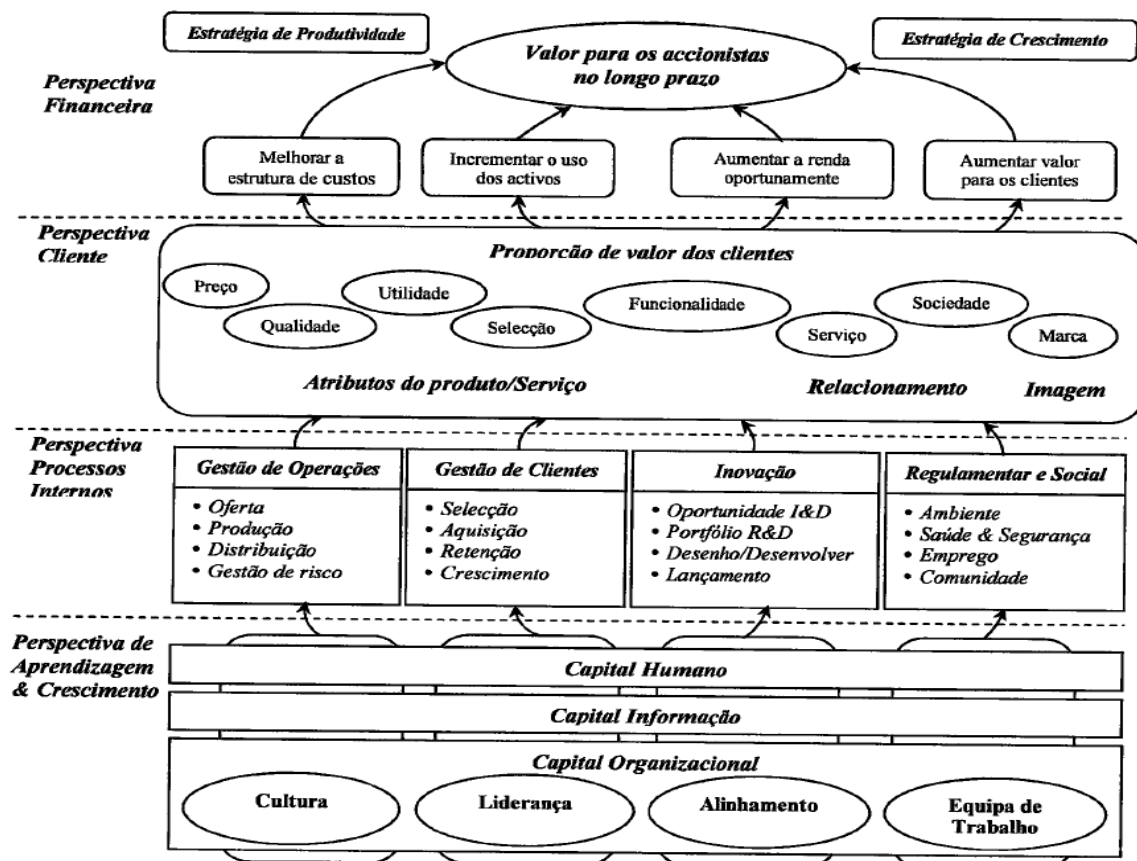 Estratégia de Produtividade
Valor para os accionistas
no longo prazo
Estratégia de Crescimento
Perspectiva
Financeira
Melhorar a
estrutura de custos
Incrementar o uso
dos activos
Aumentar a renda
oportunamente
Aumentar valor
para os clientes
Perspectiva
Cliente
Proporcão de valor dos clientes
Preço
Qualidade
Utilidade
Selecção
Funcionalidade
Serviço
Sociedade
Marca
Atributos do produto/Serviço
Relacionamento
Imagem
Perspectiva
Processos
Internos
Gestão de Operações
• Oferta
• Produção
• Distribuição
• Gestão de risco
Gestão de Clientes
• Selecção
• Aquisição
• Retenção
• Crescimento
Inovação
• Oportunidade I&D
• Portfólio R&D
• Desenho/Desenvolver
• Lançamento
Regulamentar e Social
• Ambiente
• Saúde & Segurança
• Emprego
• Comunidade
Perspectiva de
Aprendizagem
& Crescimento
Capital Humano
Capital Informação
Capital Organizacional
Cultura
Liderança
Alinhamento
Equipa de
Trabalho